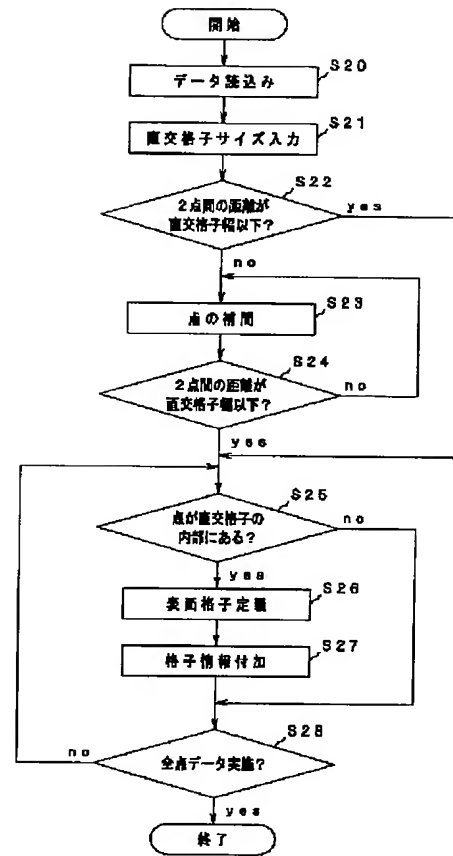 開始
S20
データ読込み
S21
直交格子サイズ入力
S22
2点間の距離が
直交格子幅以下?
yes
no
S23
点の補間
S24
2点間の距離が
直交格子幅以下?
no
yes
S25
点が直交格子の
内部にある?
no
yes
S26
表面格子定義
S27
格子情報付加
S28
全点データ実施?
no
yes
終了